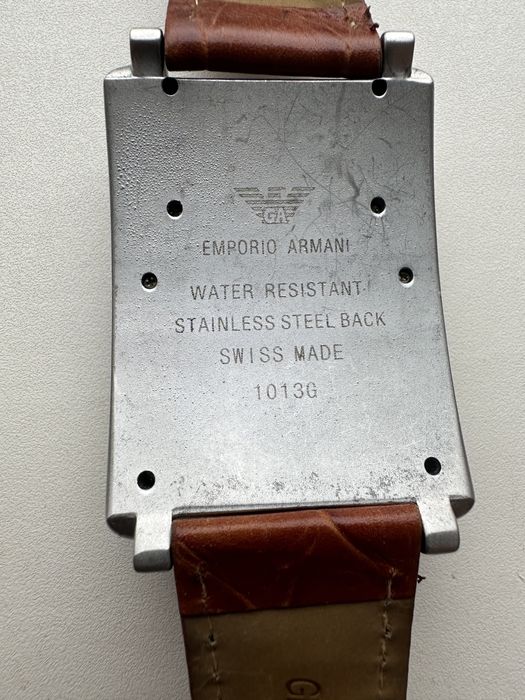 GA
EMPORIO ARMANI
WATER RESISTANT
STAINLESS STEEL BACK
SWISS MADE
1013G